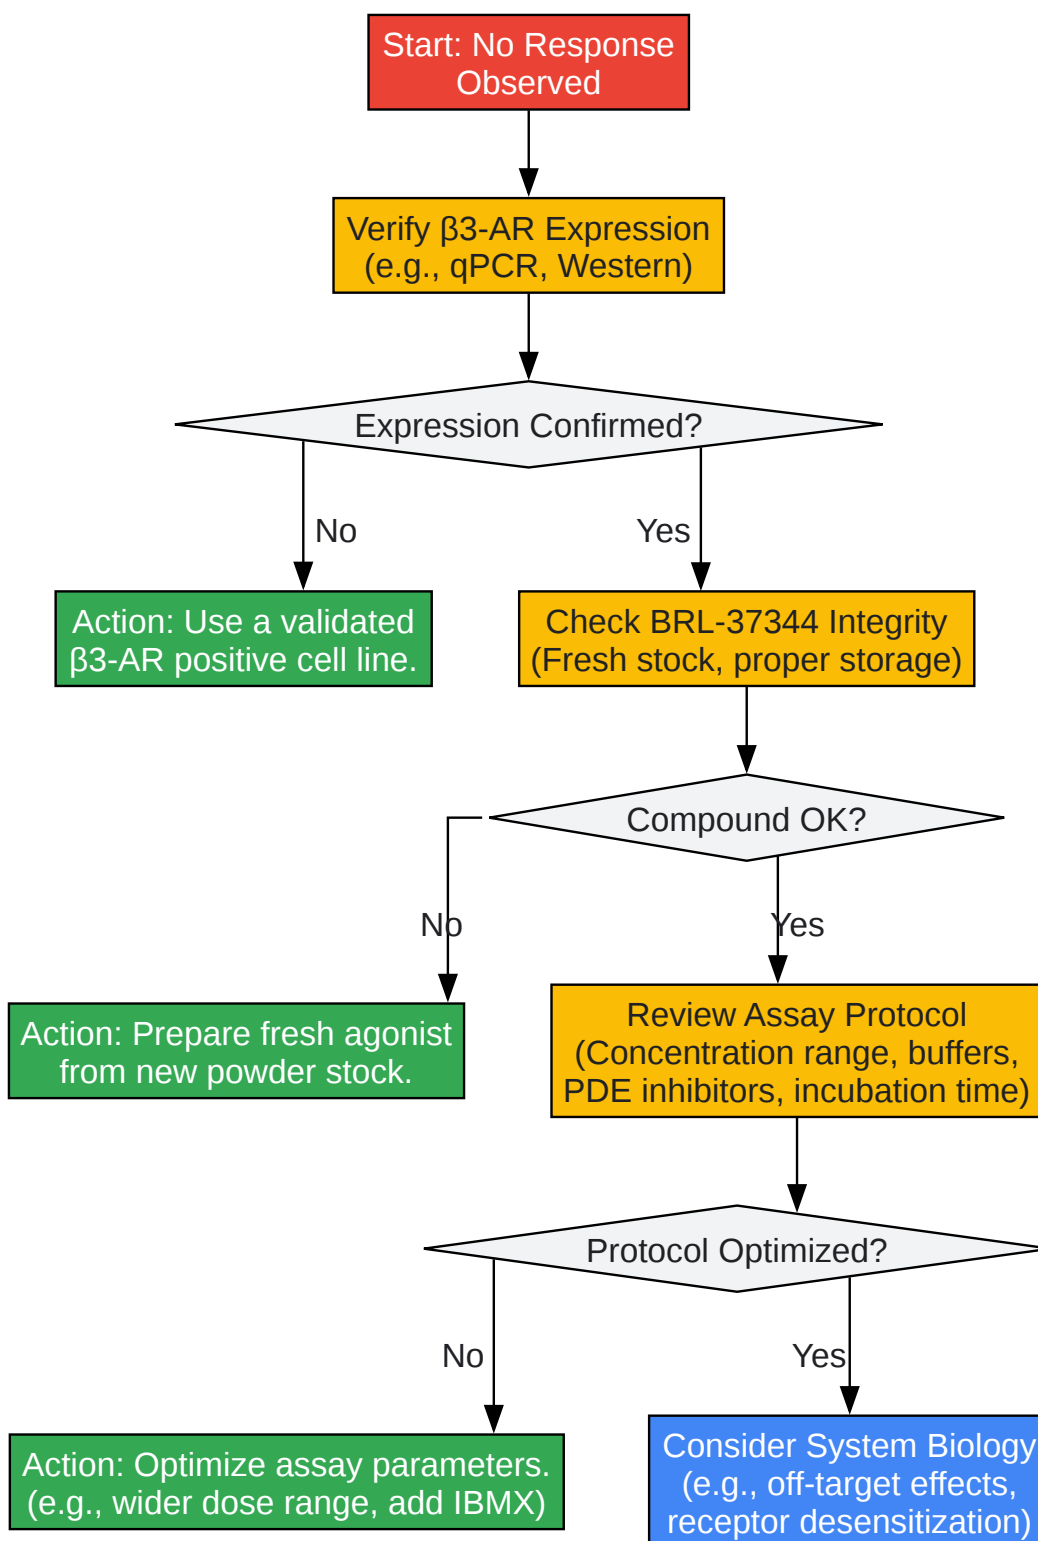 Start: No Response
Observed
Verify β3-AR Expression
(e.g., qPCR, Western)
Expression Confirmed?
No
Yes
Action: Use a validated
β3-AR positive cell line.
Check BRL-37344 Integrity
(Fresh stock, proper storage)
Compound OK?
No
Yes
Action: Prepare fresh agonist
from new powder stock.
Review Assay Protocol
(Concentration range, buffers,
PDE inhibitors, incubation time)
Protocol Optimized?
No
Yes
Action: Optimize assay parameters.
(e.g., wider dose range, add IBMX)
Consider System Biology
(e.g., off-target effects,
receptor desensitization)